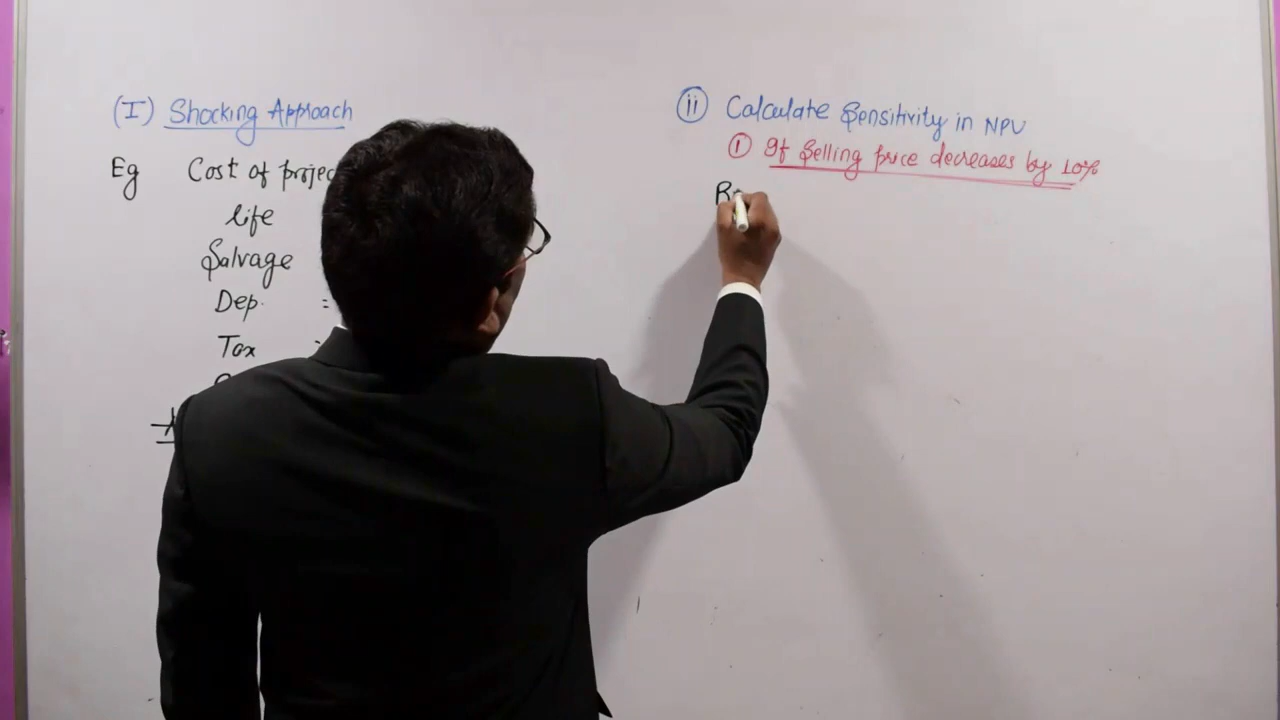 (I) Shocking Approach
Eg Cost of projec
life
Salvage
Dep. =
Tax
(ii) Calculate Sensitivity in NPV
(1) If Selling price decreases by 10%